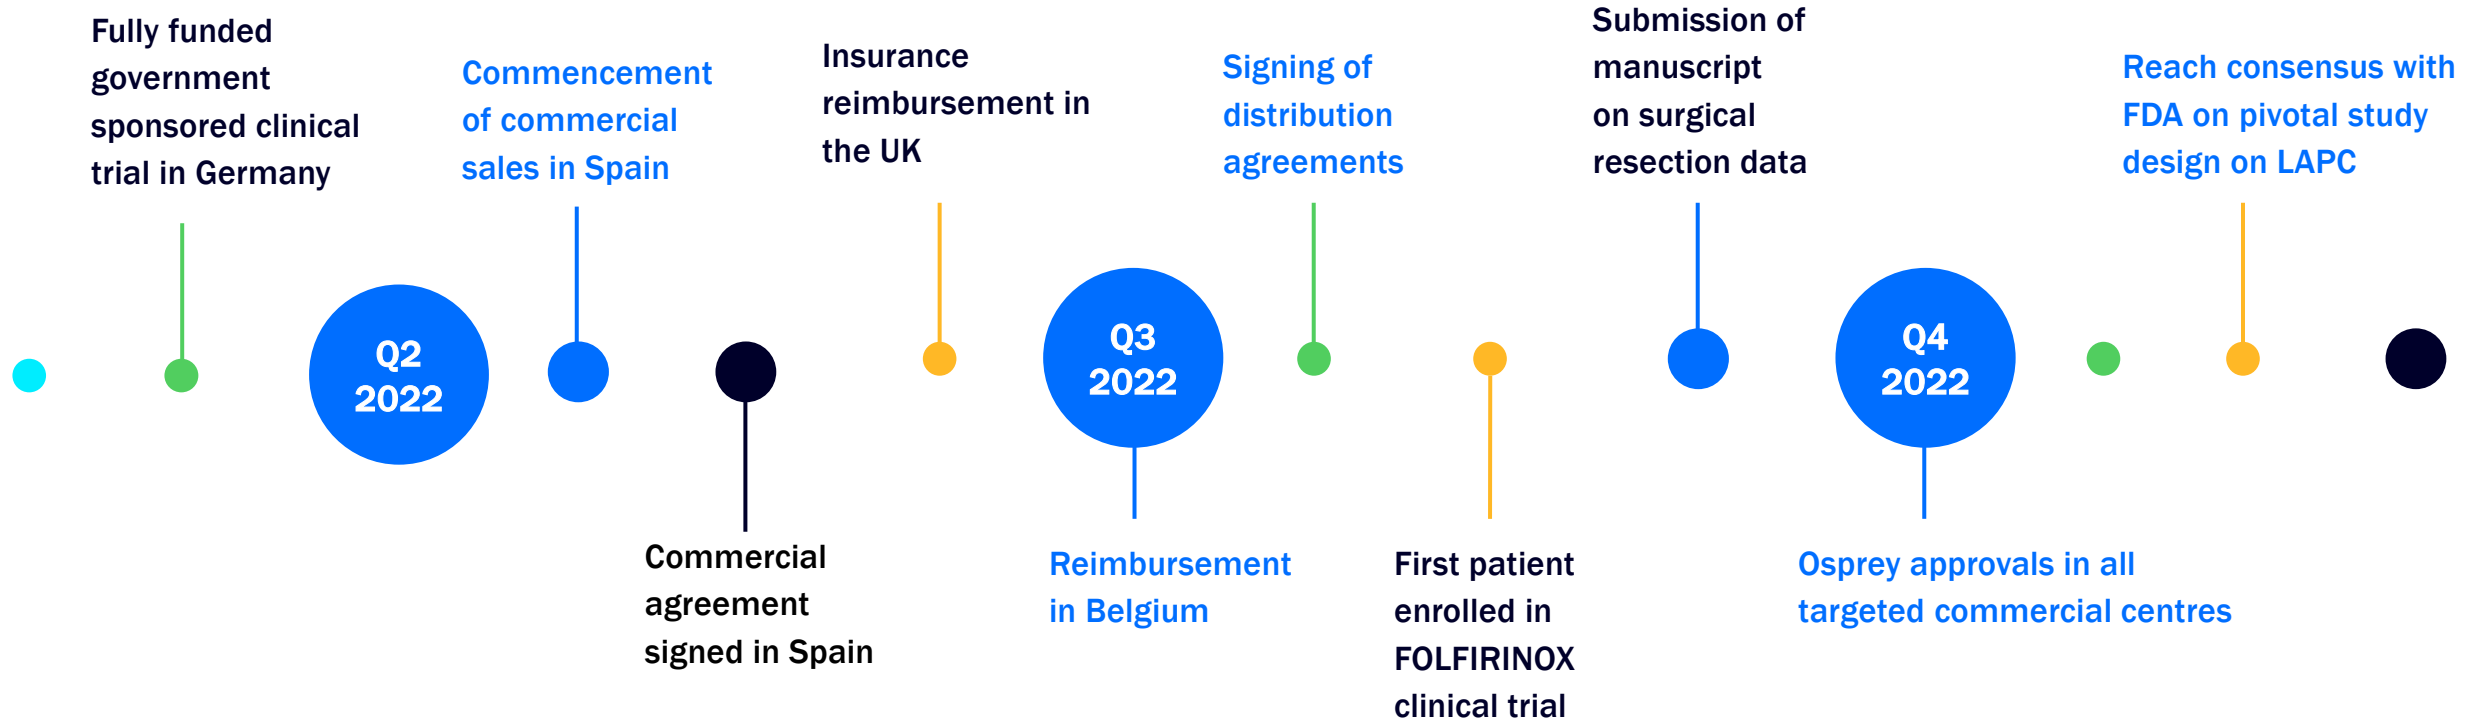 Fully funded
government
sponsored clinical
trial in Germany
Q2
2022
Commencement
of commercial
sales in Spain
Commercial
agreement
signed in Spain
Insurance
reimbursement in
the UK
Q3
2022
Reimbursement
in Belgium
Signing of
distribution
agreements
First patient
enrolled in
FOLFIRINOX
clinical trial
Submission of
manuscript
on surgical
resection data
Q4
2022
Osprey approvals in all
targeted commercial centres
Reach consensus with
FDA on pivotal study
design on LAPC